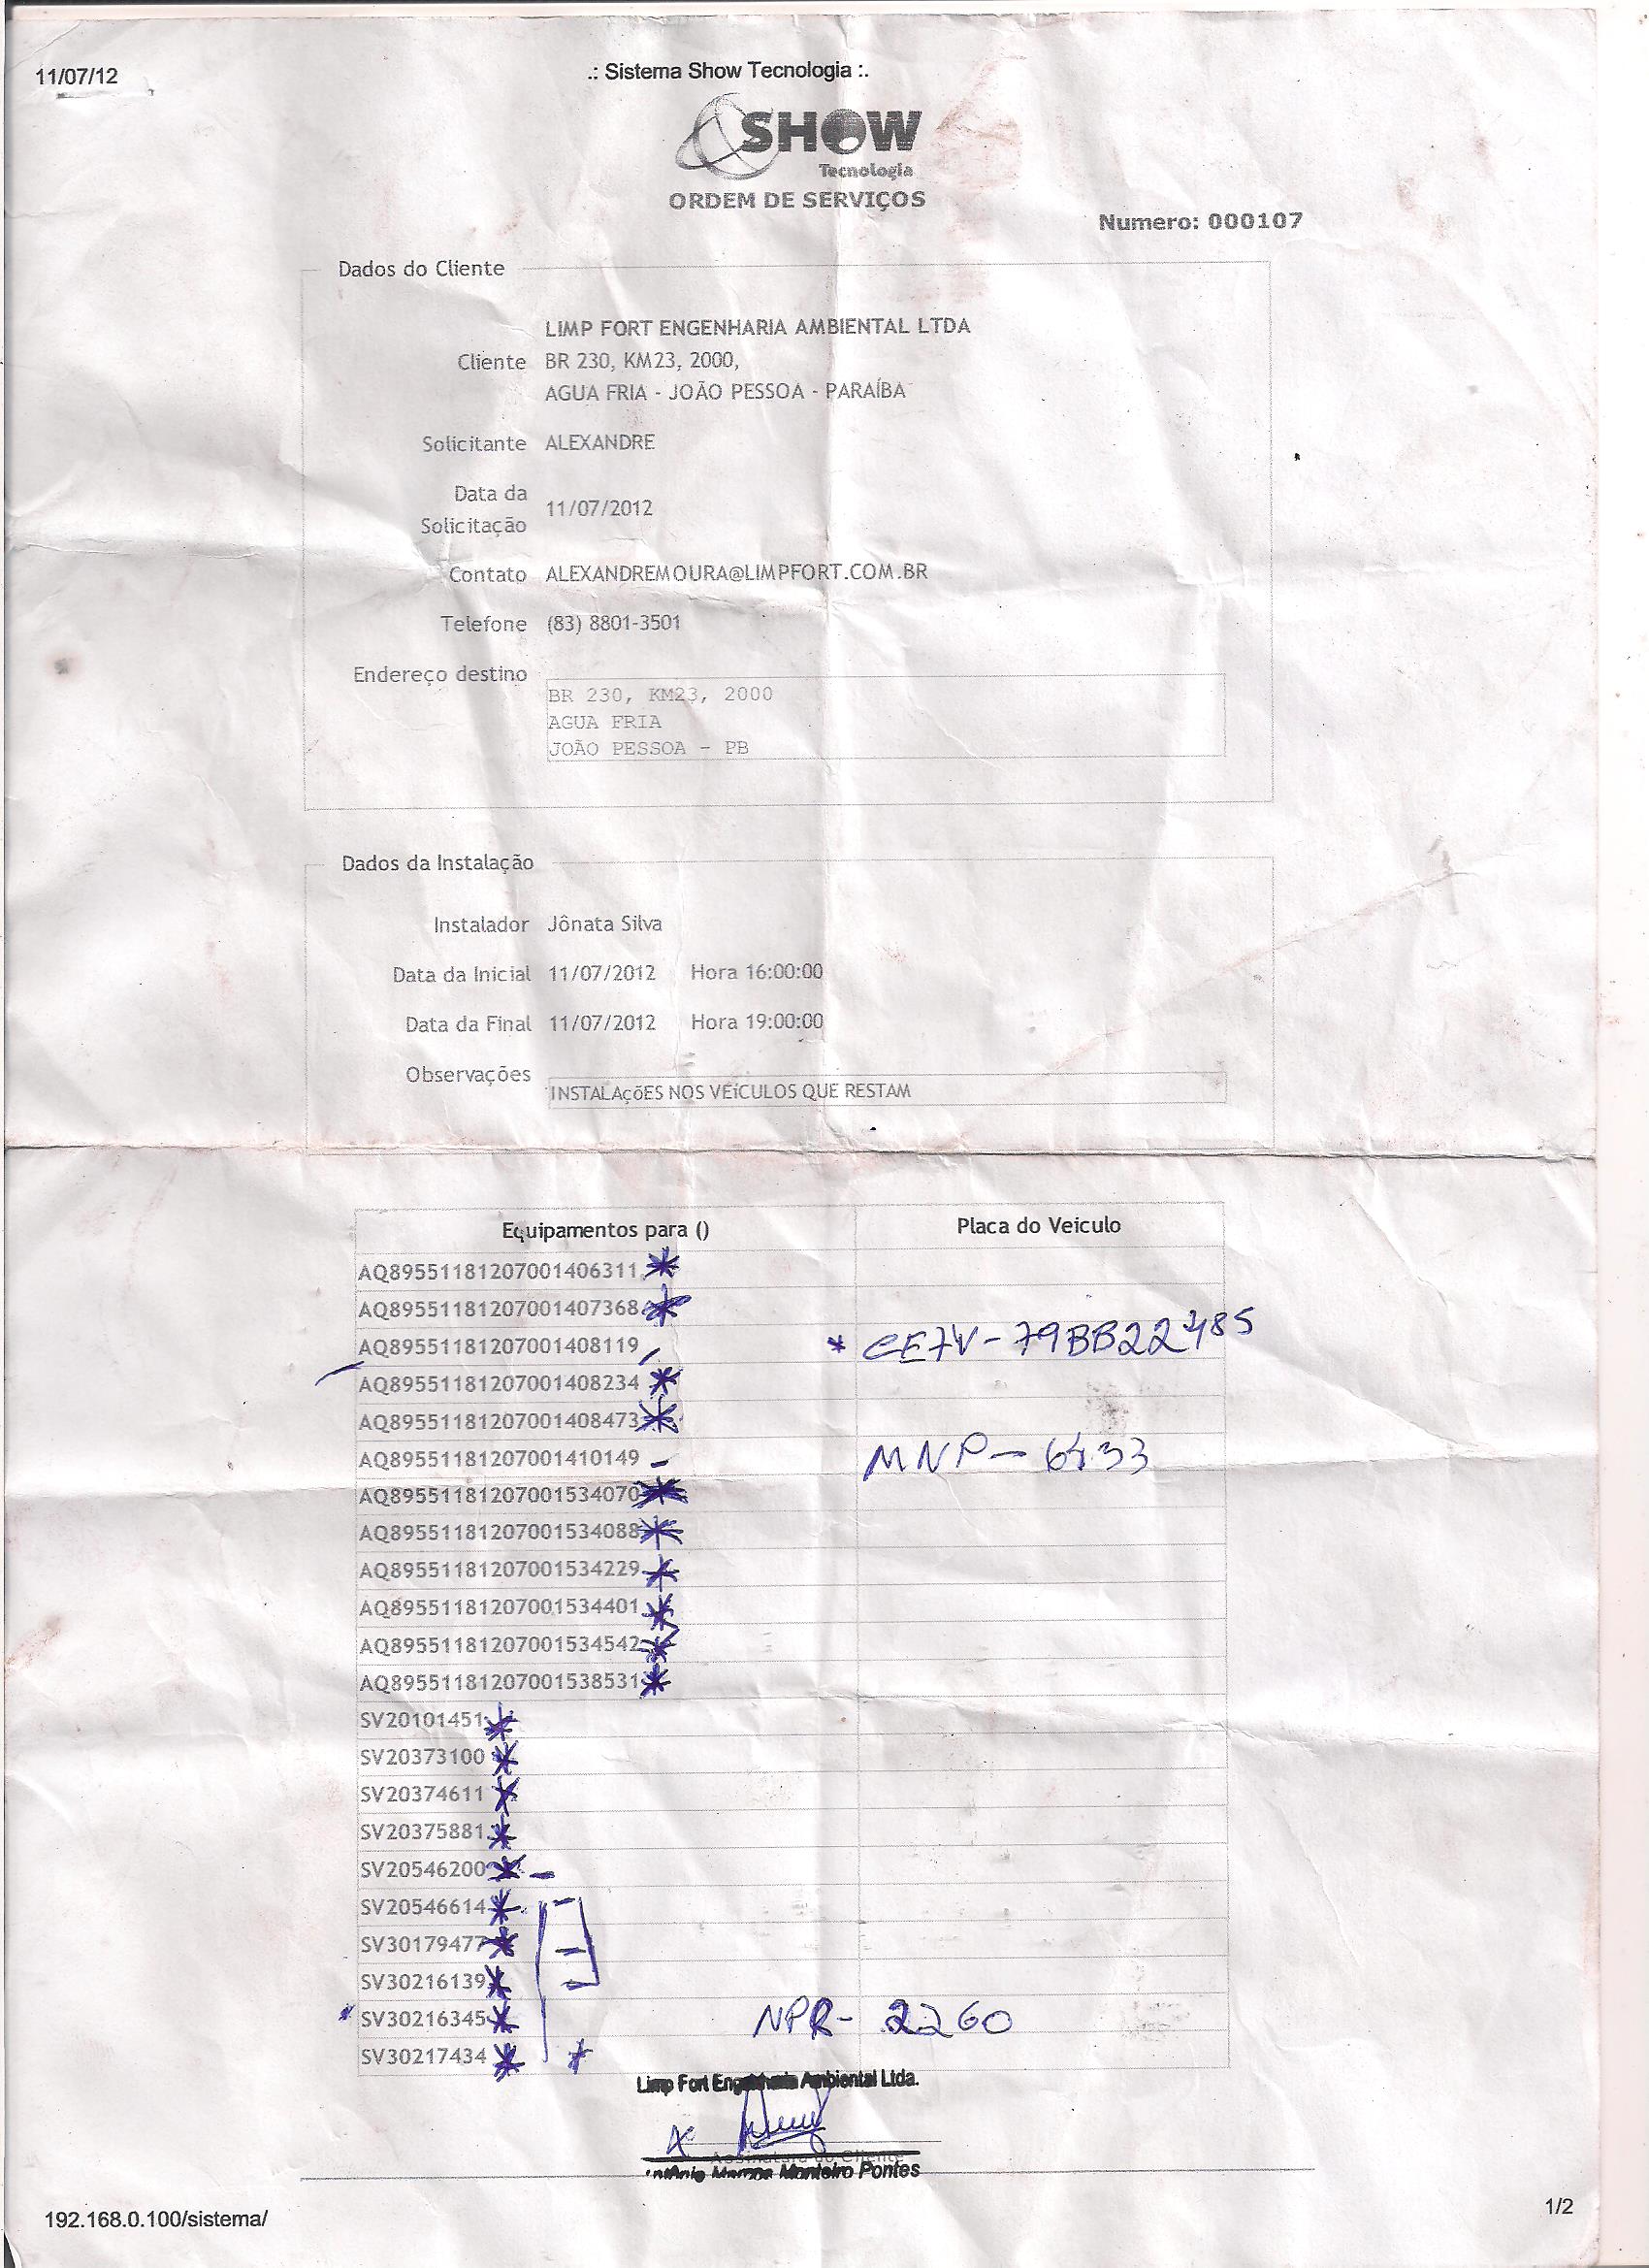 11/07/12
.: Sistema Show Tecnologia :.
SHOW
Tecnologia
ORDEM DE SERVIÇOS
Numero: 000107
Dados do Cliente
LIMP FORT ENGENHARIA AMBIENTAL LTDA
Cliente BR 230, KM23, 2000,
AGUA FRIA - JOÃO PESSOA - PARAÍBA
Solicitante ALEXANDRE
Data da
Solicitação 11/07/2012
Contato ALEXANDREMOURA@LIMPFORT.COM.BR
Telefone (83) 8801-3501
Endereço destino
BR 230, KM23, 2000
AGUA FRIA
JOÃO PESSOA - PB
Dados da Instalação
Instalador Jônata Silva
Data da Inicial 11/07/2012 Hora 16:00:00
Data da Final 11/07/2012 Hora 19:00:00
Observações
INSTALAçõES NOS VEíCULOS QUE RESTAM
Equipamentos para () Placa do Veiculo
AQ89551181207001406311 *
AQ89551181207001407368 *
AQ89551181207001408119 * CE7V-79BB22485
AQ89551181207001408234 *
AQ89551181207001408473 *
AQ89551181207001410149 - MNP-6433
AQ89551181207001534070 *
AQ89551181207001534088 *
AQ89551181207001534229 *
AQ89551181207001534401 *
AQ89551181207001534542 *
AQ89551181207001538531 *
SV20101451 *
SV20373100 *
SV20374611 *
SV20375881 *
SV20546200 * -
SV20546614 *
SV30179477 *
SV30216139 *
* SV30216345 * NPR-2260
SV30217434 * *
Limp Fort Engenharia Ambiental Ltda.
Assinatura do Cliente
Antônio Marcos Monteiro Pontes
192.168.0.100/sistema/
1/2